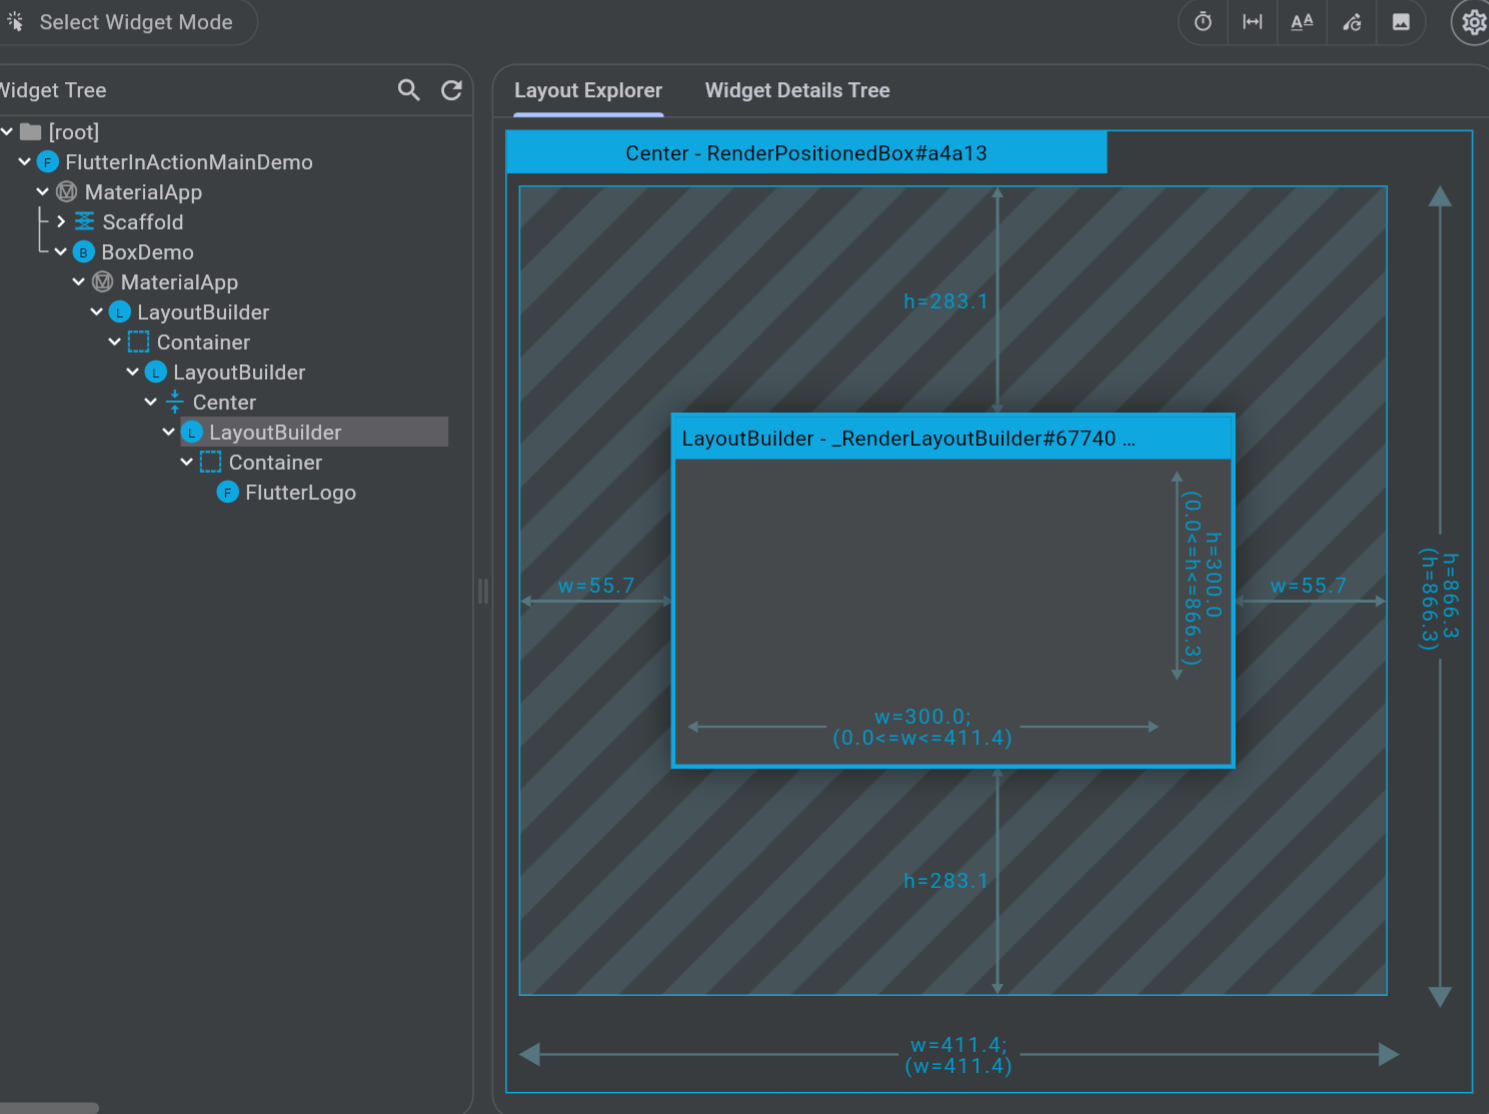 Select Widget Mode
Widget Tree
[root]
FlutterInActionMainDemo
MaterialApp
Scaffold
BoxDemo
MaterialApp
LayoutBuilder
Container
LayoutBuilder
Center
LayoutBuilder
Container
FlutterLogo
Layout Explorer
Widget Details Tree
Center - RenderPositionedBox#a4a13
h=283.1
LayoutBuilder - _RenderLayoutBuilder#67740 ...
h=300.0
(0.0<=h<=866.3)
w=55.7
w=55.7
h=866.3
(h=866.3)
w=300.0;
(0.0<=w<=411.4)
h=283.1
w=411.4;
(w=411.4)